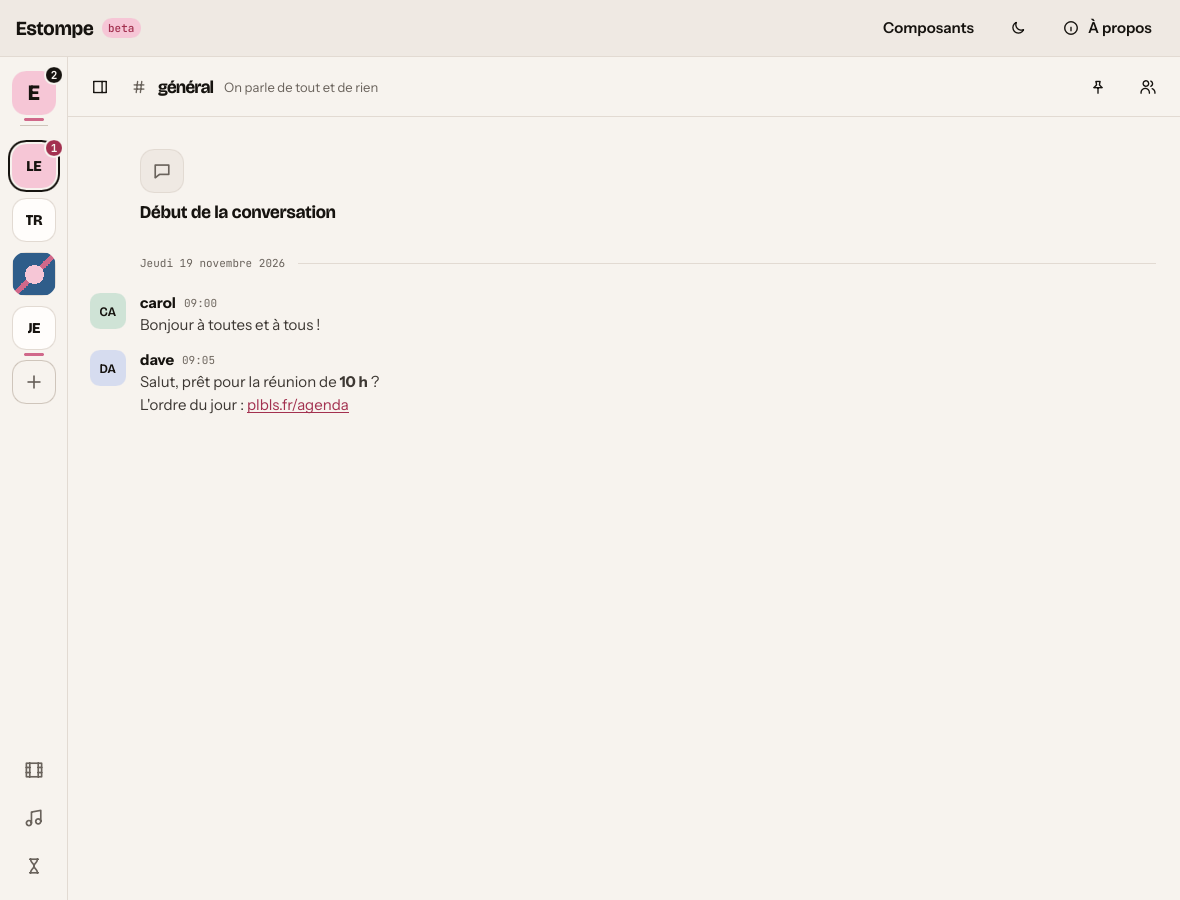 Estompe beta
Composants
À propos
E 2
LE 1
TR
JE
# général On parle de tout et de rien
Début de la conversation
Jeudi 19 novembre 2026
CA carol 09:00
Bonjour à toutes et à tous !
DA dave 09:05
Salut, prêt pour la réunion de 10 h ?
L'ordre du jour : plbls.fr/agenda